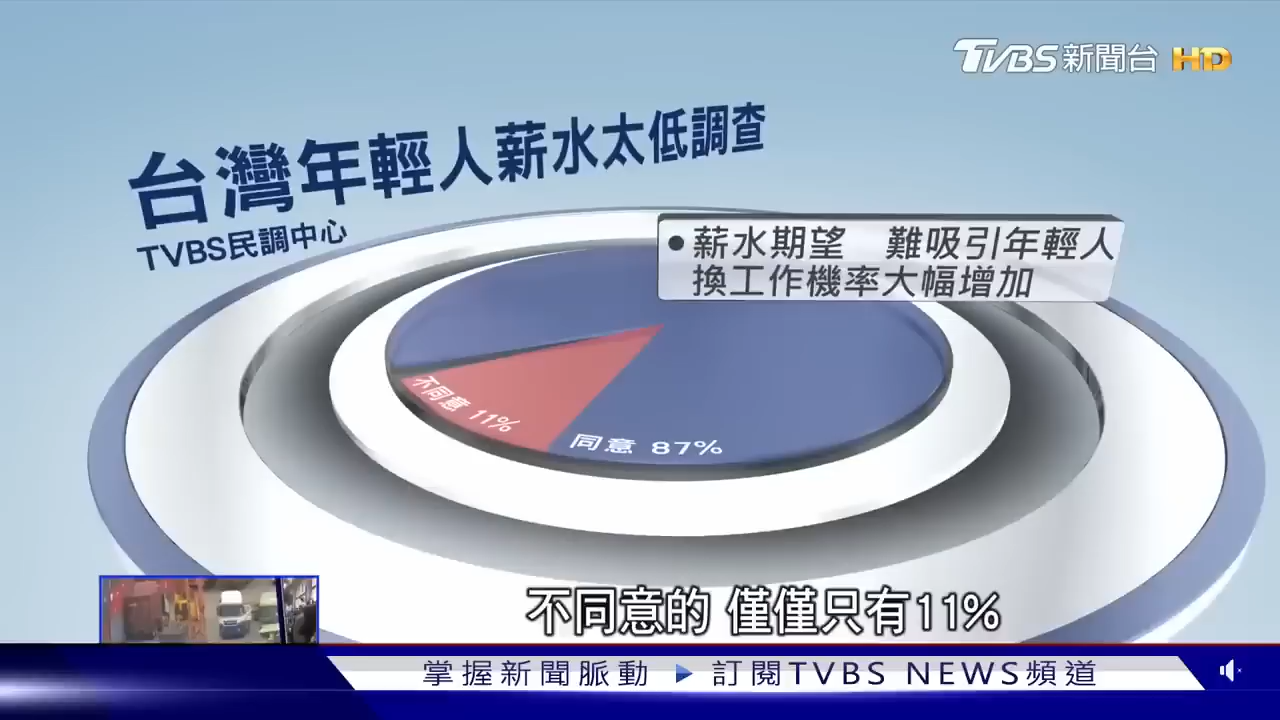 TVBS新聞台 HD
台灣年輕人薪水太低調查
TVBS民調中心
●薪水期望 難吸引年輕人
換工作機率大幅增加
不同意 11%
同意 87%
不同意的 僅僅只有11%
掌握新聞脈動 ▶ 訂閱TVBS NEWS頻道